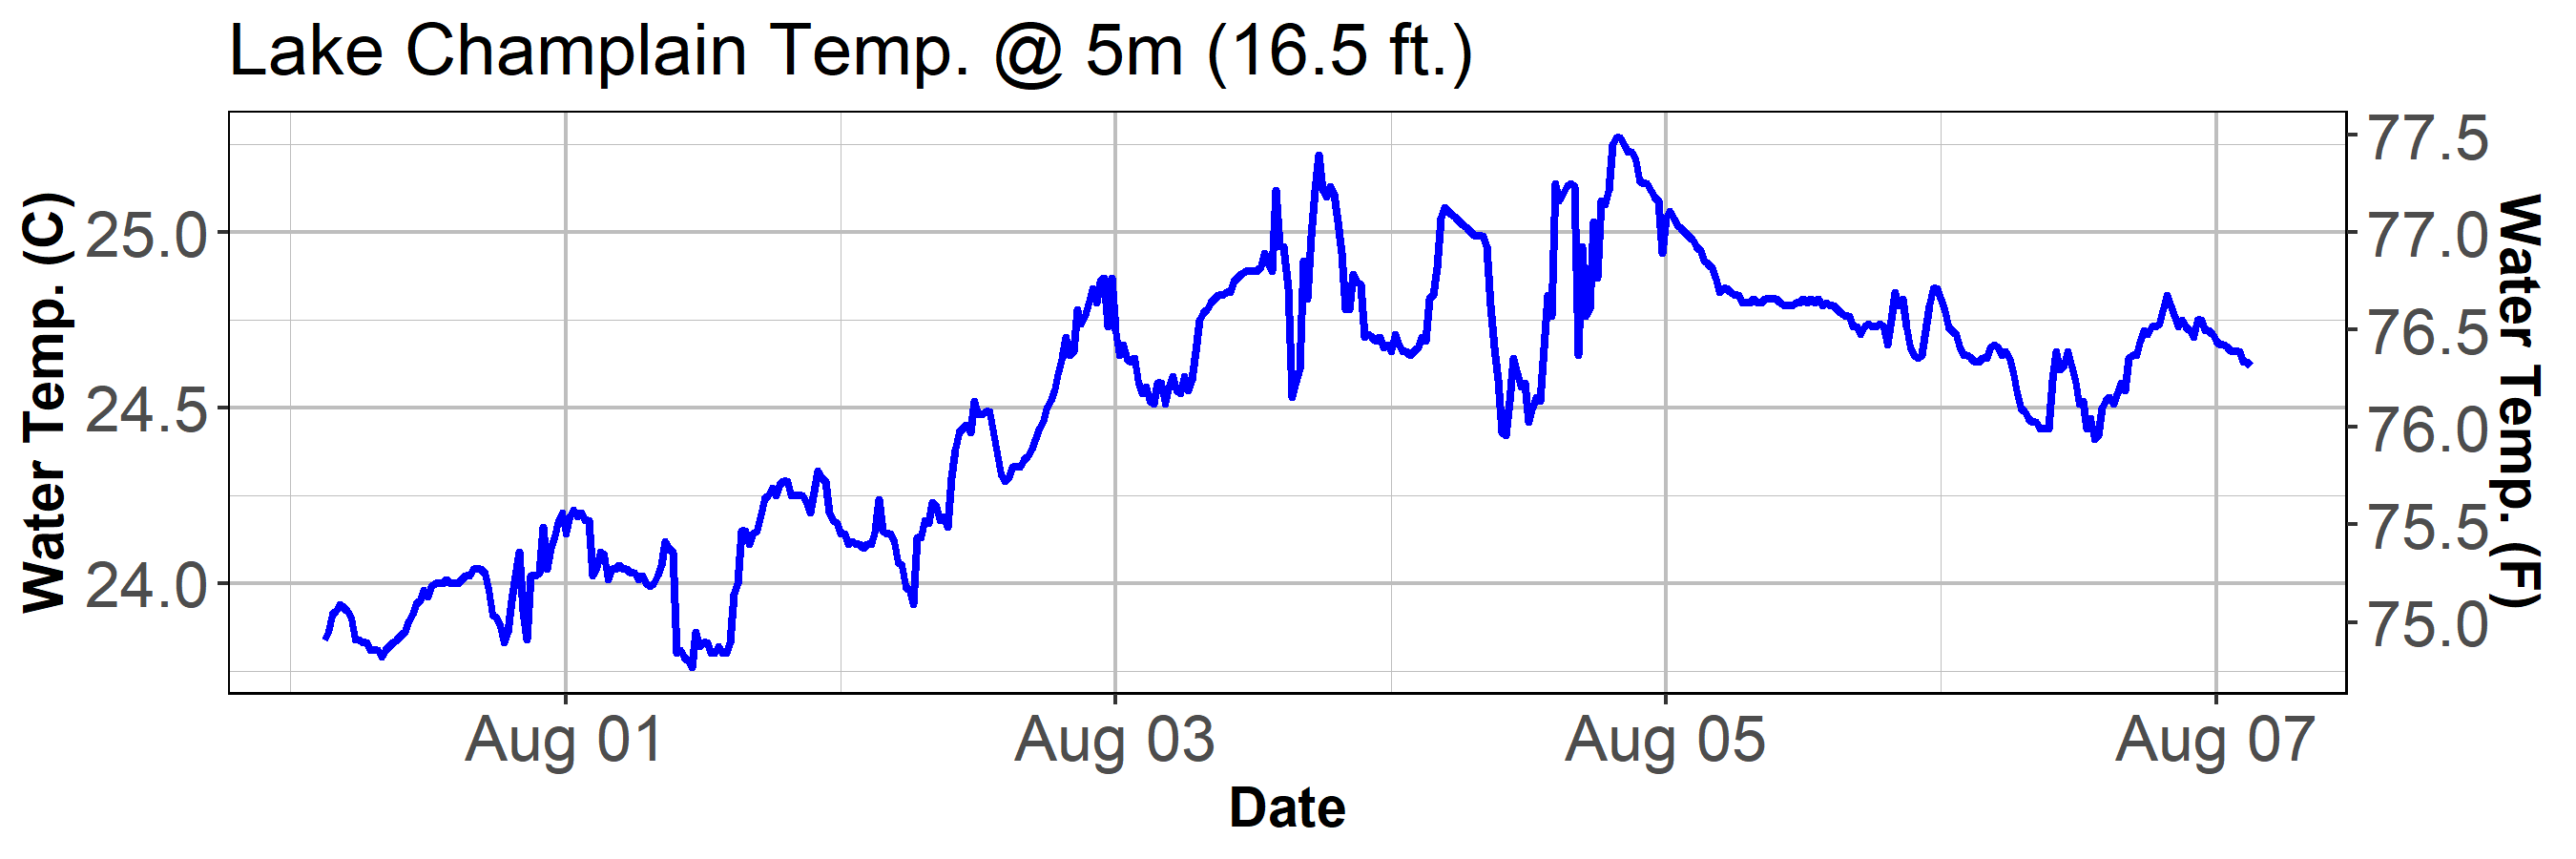 Lake Champlain Temp. @ 5m (16.5 ft.)
Water Temp. (C)
25.0
24.5
24.0
77.5
77.0
76.5
76.0
75.5
75.0
Water Temp. (F)
Aug 01 Aug 03 Aug 05 Aug 07
Date